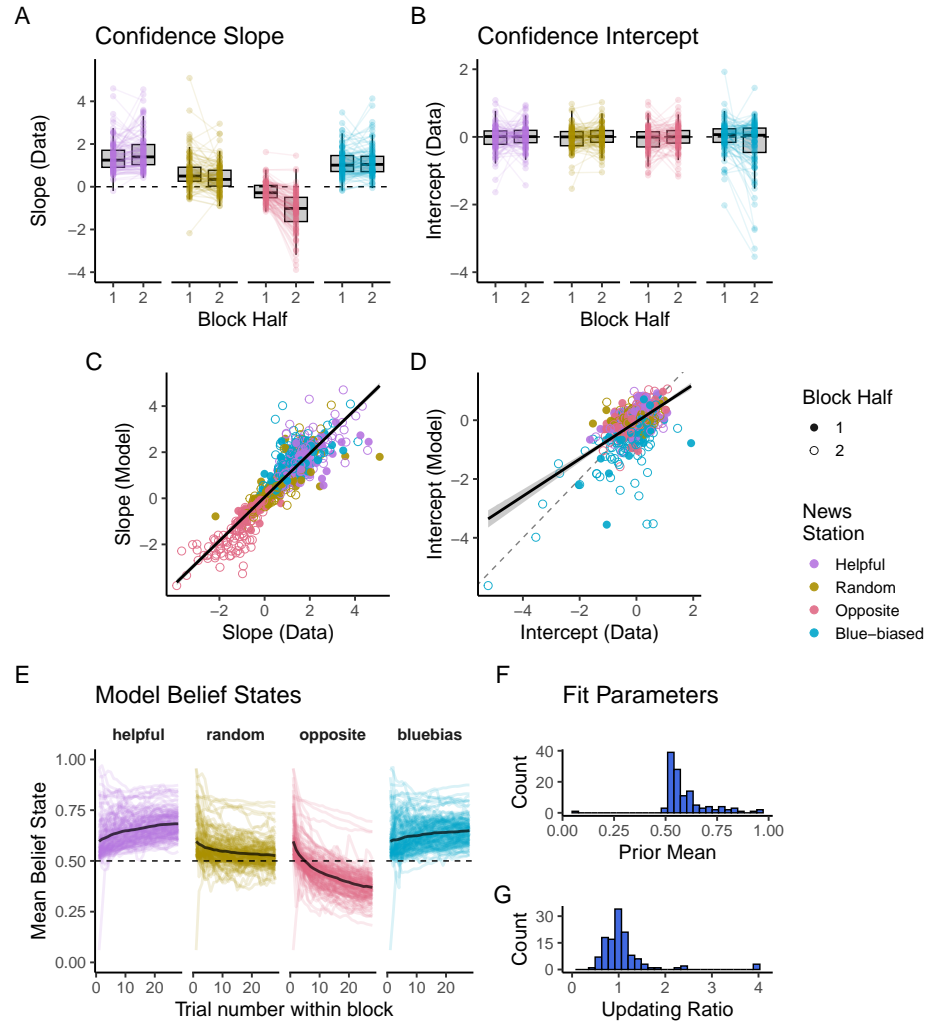 A
Confidence Slope
Slope (Data)
4
2
0
−2
−4
1 2 1 2 1 2 1 2
Block Half
B
Confidence Intercept
Intercept (Data)
2
0
−2
−4
1 2 1 2 1 2 1 2
Block Half
C
Slope (Model)
4
2
0
−2
−2 0 2 4
Slope (Data)
D
Intercept (Model)
0
−2
−4
−4 −2 0 2
Intercept (Data)
Block Half
1
2
News
Station
Helpful
Random
Opposite
Blue−biased
E
Model Belief States
helpful random opposite bluebias
Mean Belief State
1.00
0.75
0.50
0.25
0.00
0 10 20 0 10 20 0 10 20 0 10 20
Trial number within block
F
Fit Parameters
Count
40
20
0
0.00 0.25 0.50 0.75 1.00
Prior Mean
G
Count
30
15
0
0 1 2 3 4
Updating Ratio